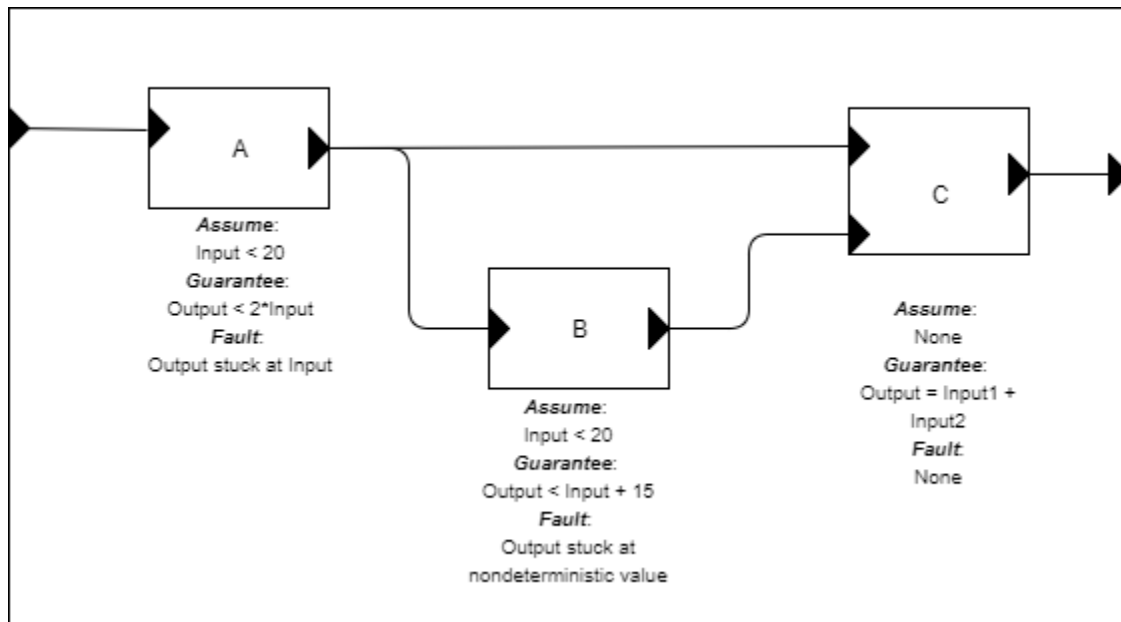 A
Assume:
Input < 20
Guarantee:
Output < 2*Input
Fault:
Output stuck at Input
B
Assume:
Input < 20
Guarantee:
Output < Input + 15
Fault:
Output stuck at
nondeterministic value
C
Assume:
None
Guarantee:
Output = Input1 +
Input2
Fault:
None